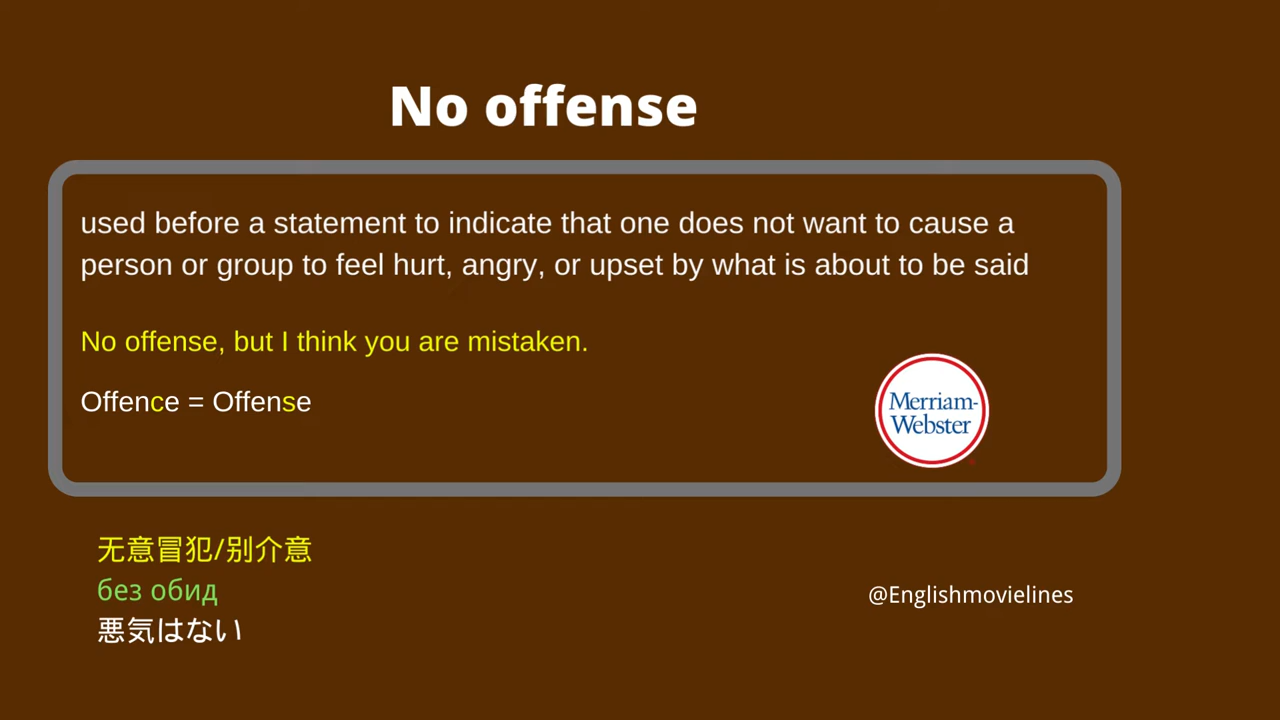 No offense
used before a statement to indicate that one does not want to cause a
person or group to feel hurt, angry, or upset by what is about to be said
No offense, but I think you are mistaken.
Offence = Offense
Merriam-
Webster
无意冒犯/别介意
без обид
悪気はない
@Englishmovielines